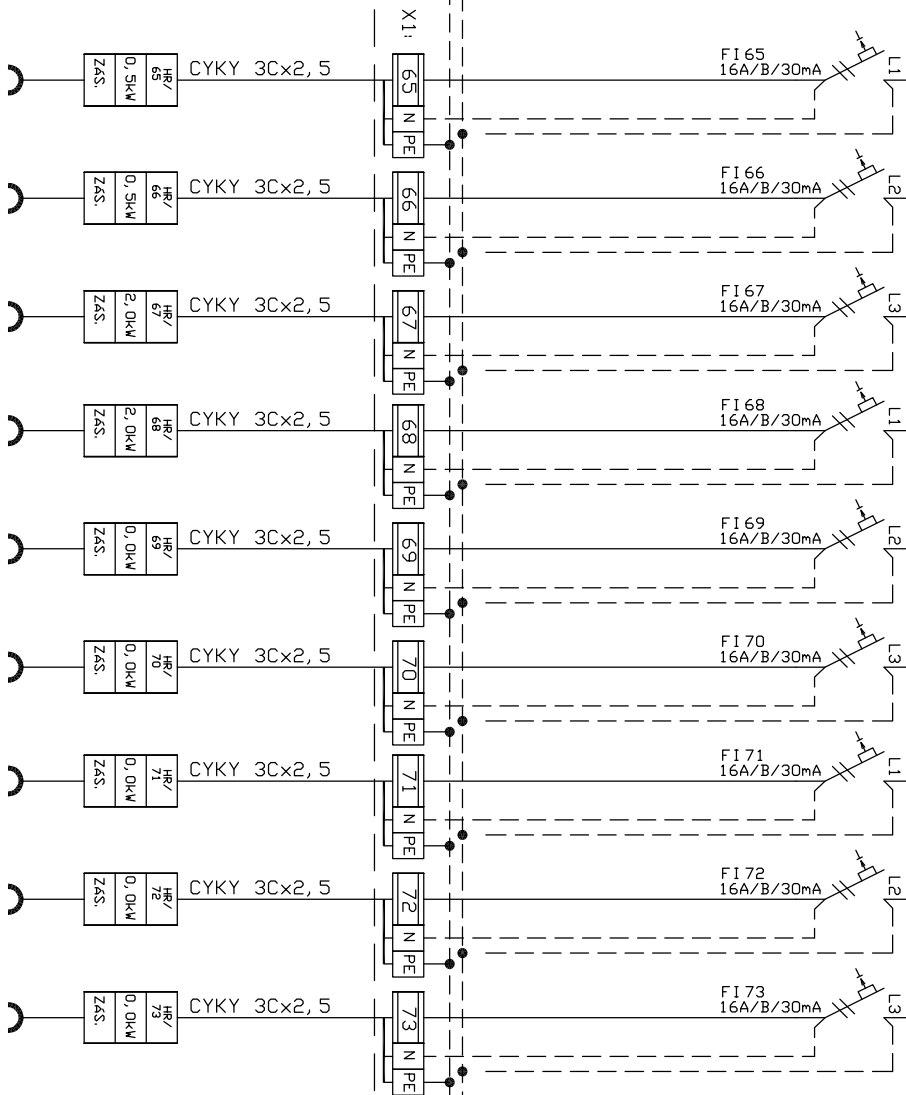 X1:
FI65
16A/B/30mA
L1
HR/
65
0,5kW
ZÁS.
CYKY 3Cx2,5
65
N
PE
FI66
16A/B/30mA
L2
HR/
66
0,5kW
ZÁS.
CYKY 3Cx2,5
66
N
PE
FI67
16A/B/30mA
L3
HR/
67
2,0kW
ZÁS.
CYKY 3Cx2,5
67
N
PE
FI68
16A/B/30mA
L1
HR/
68
2,0kW
ZÁS.
CYKY 3Cx2,5
68
N
PE
FI69
16A/B/30mA
L2
HR/
69
0,0kW
ZÁS.
CYKY 3Cx2,5
69
N
PE
FI70
16A/B/30mA
L3
HR/
70
0,0kW
ZÁS.
CYKY 3Cx2,5
70
N
PE
FI71
16A/B/30mA
L1
HR/
71
0,0kW
ZÁS.
CYKY 3Cx2,5
71
N
PE
FI72
16A/B/30mA
L2
HR/
72
0,0kW
ZÁS.
CYKY 3Cx2,5
72
N
PE
FI73
16A/B/30mA
L3
HR/
73
0,0kW
ZÁS.
CYKY 3Cx2,5
73
N
PE